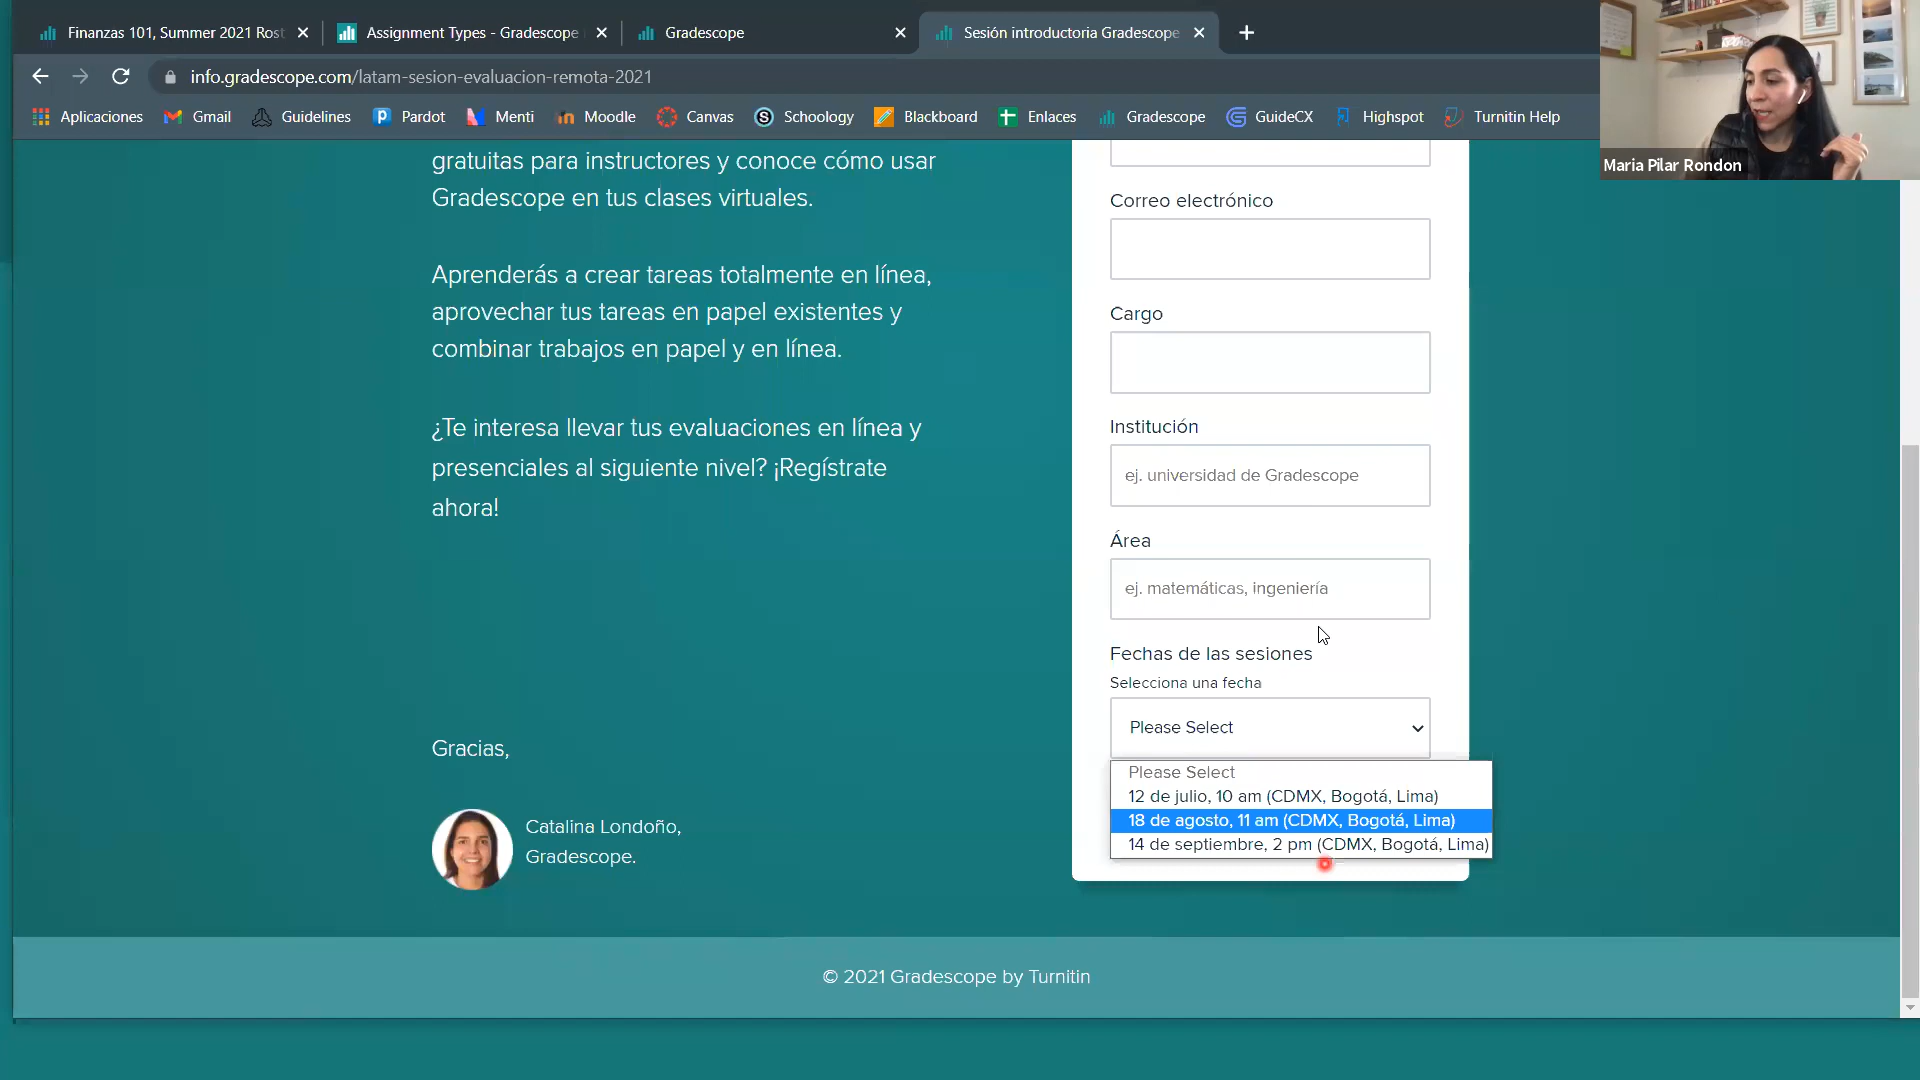 Finanzas 101, Summer 2021 Rost
Assignment Types - Gradescope
Gradescope
Sesión introductoria Gradescope
info.gradescope.com/latam-sesion-evaluacion-remota-2021
Aplicaciones
Gmail
Guidelines
Pardot
Menti
Moodle
Canvas
Schoology
Blackboard
Enlaces
Gradescope
GuideCX
Highspot
Turnitin Help
Maria Pilar Rondon
gratuitas para instructores y conoce cómo usar
Gradescope en tus clases virtuales.
Aprenderás a crear tareas totalmente en línea,
aprovechar tus tareas en papel existentes y
combinar trabajos en papel y en línea.
¿Te interesa llevar tus evaluaciones en línea y
presenciales al siguiente nivel? ¡Regístrate
ahora!
Gracias,
Catalina Londoño,
Gradescope.
Correo electrónico
Cargo
Institución
ej. universidad de Gradescope
Área
ej. matemáticas, ingeniería
Fechas de las sesiones
Selecciona una fecha
Please Select
Please Select
12 de julio, 10 am (CDMX, Bogotá, Lima)
18 de agosto, 11 am (CDMX, Bogotá, Lima)
14 de septiembre, 2 pm (CDMX, Bogotá, Lima)
© 2021 Gradescope by Turnitin